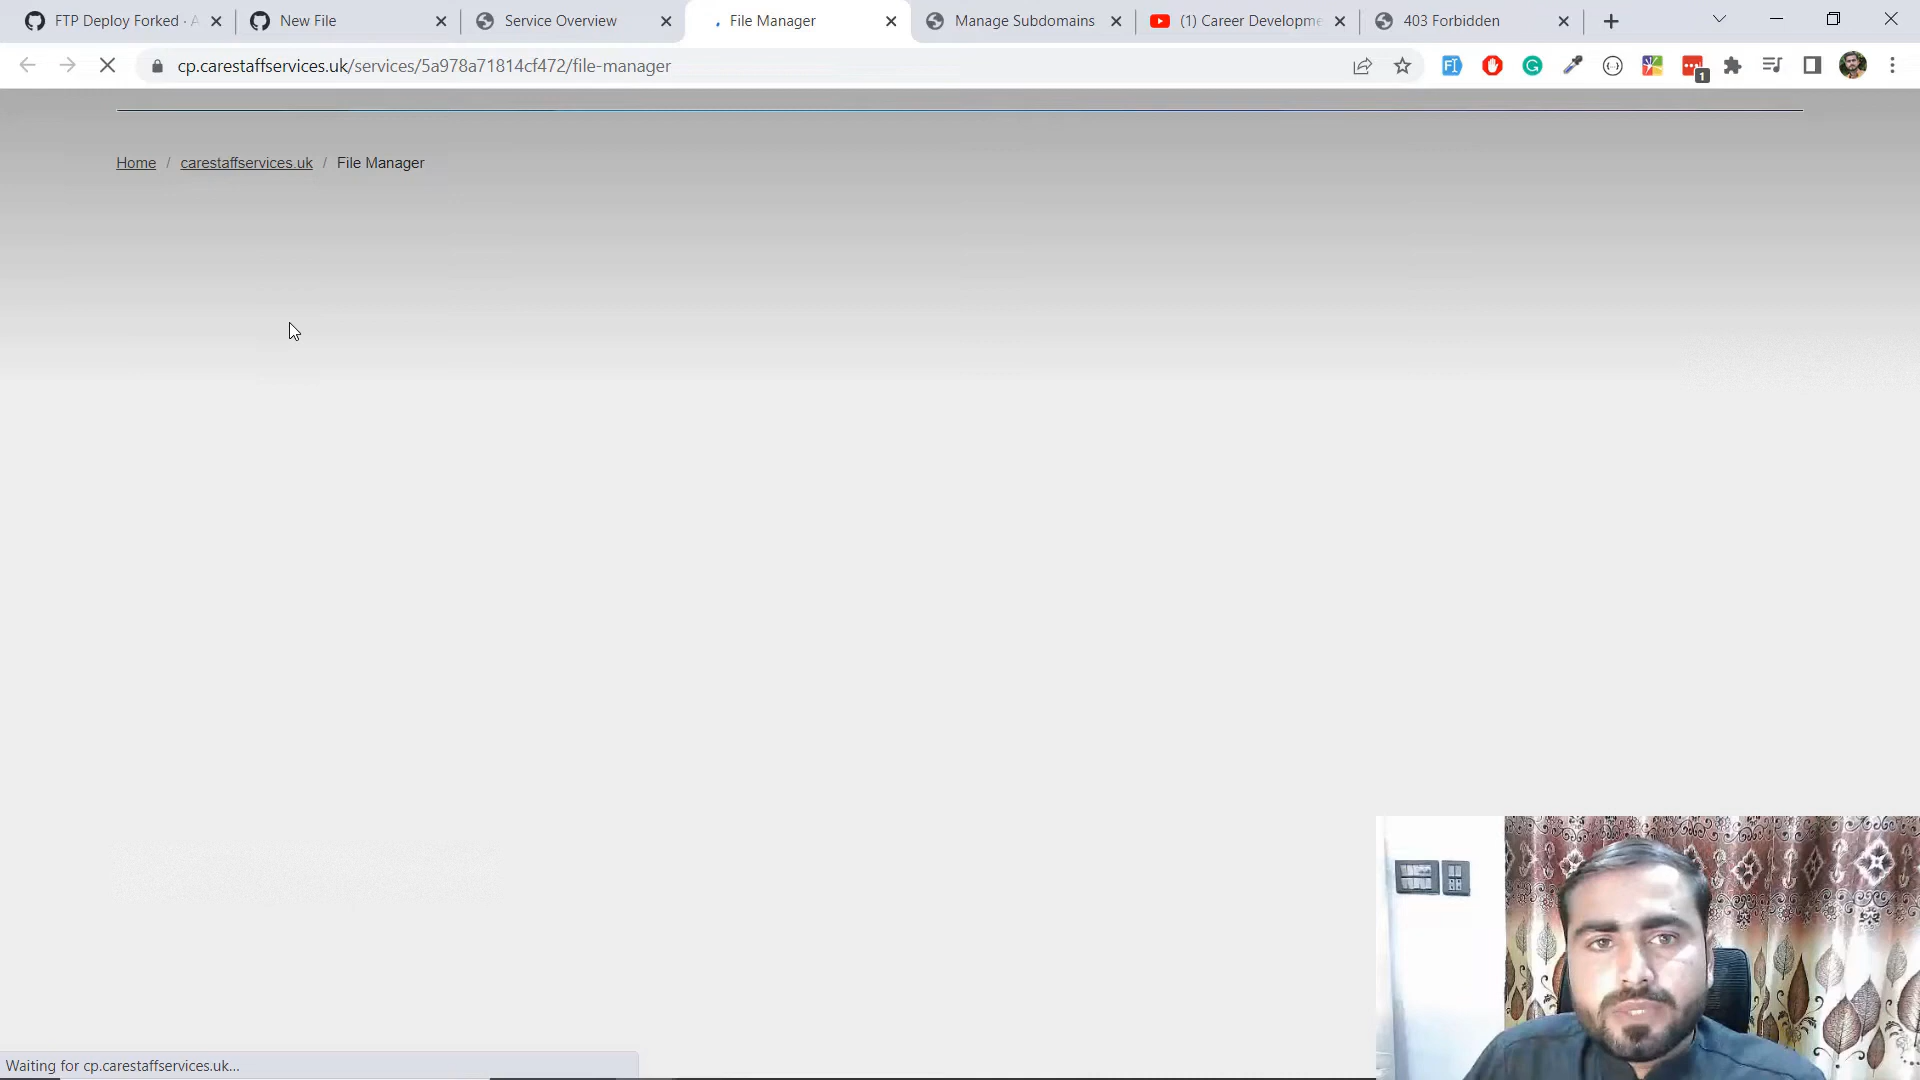 FTP Deploy Forked · A
New File
Service Overview
File Manager
Manage Subdomains
(1) Career Developme
403 Forbidden
cp.carestaffservices.uk/services/5a978a71814cf472/file-manager
1
Home / carestaffservices.uk / File Manager
Waiting for cp.carestaffservices.uk...